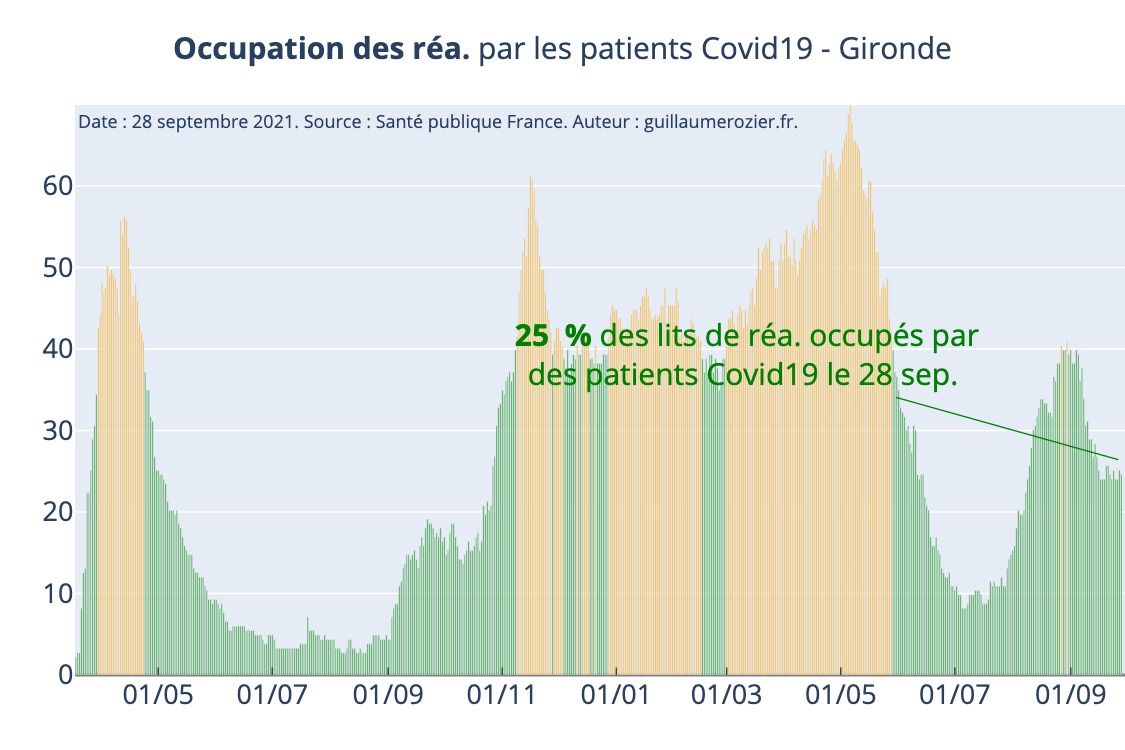 Occupation des réa. par les patients Covid19 - Gironde
Date : 28 septembre 2021. Source : Santé publique France. Auteur : guillaumerozier.fr.
60
50
40
30
20
10
0
25 % des lits de réa. occupés par
des patients Covid19 le 28 sep.
01/05 01/07 01/09 01/11 01/01 01/03 01/05 01/07 01/09